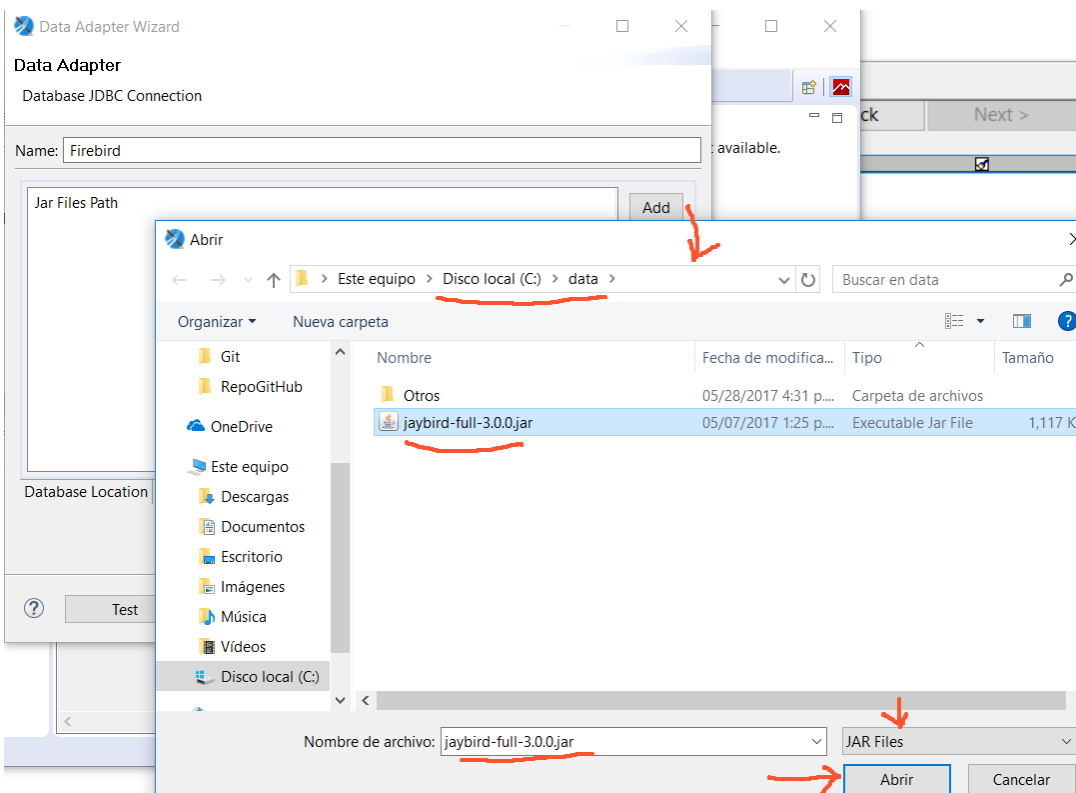 Data Adapter Wizard
Data Adapter
Database JDBC Connection
ck
Next >
Name: Firebird
available.
Jar Files Path
Add
Abrir
Este equipo > Disco local (C:) > data >
Buscar en data
Organizar
Nueva carpeta
?
Git
Nombre
Fecha de modifica...
Tipo
Tamaño
RepoGitHub
Otros
05/28/2017 4:31 p....
Carpeta de archivos
OneDrive
jaybird-full-3.0.0.jar
05/07/2017 1:25 p....
Executable Jar File
1,117 K
Este equipo
Database Location
Descargas
Documentos
Escritorio
Imágenes
?
Test
Música
Vídeos
Disco local (C:)
Nombre de archivo: jaybird-full-3.0.0.jar
JAR Files
Abrir
Cancelar